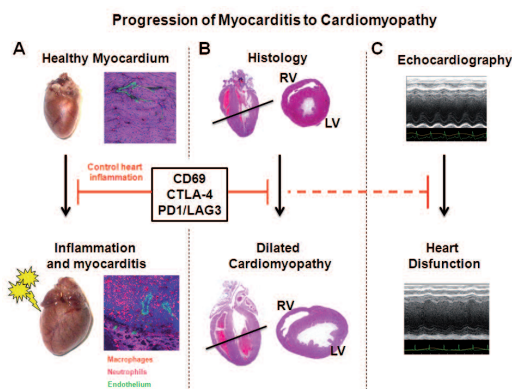 Progression of Myocarditis to Cardiomyopathy
A
Healthy Myocardium
B
Histology
RV
LV
C
Echocardiography
Control heart
inflammation
CD69
CTLA-4
PD1/LAG3
Inflammation
and myocarditis
Macrophages
Neutrophils
Endothelium
Dilated
Cardiomyopathy
RV
LV
Heart
Disfunction